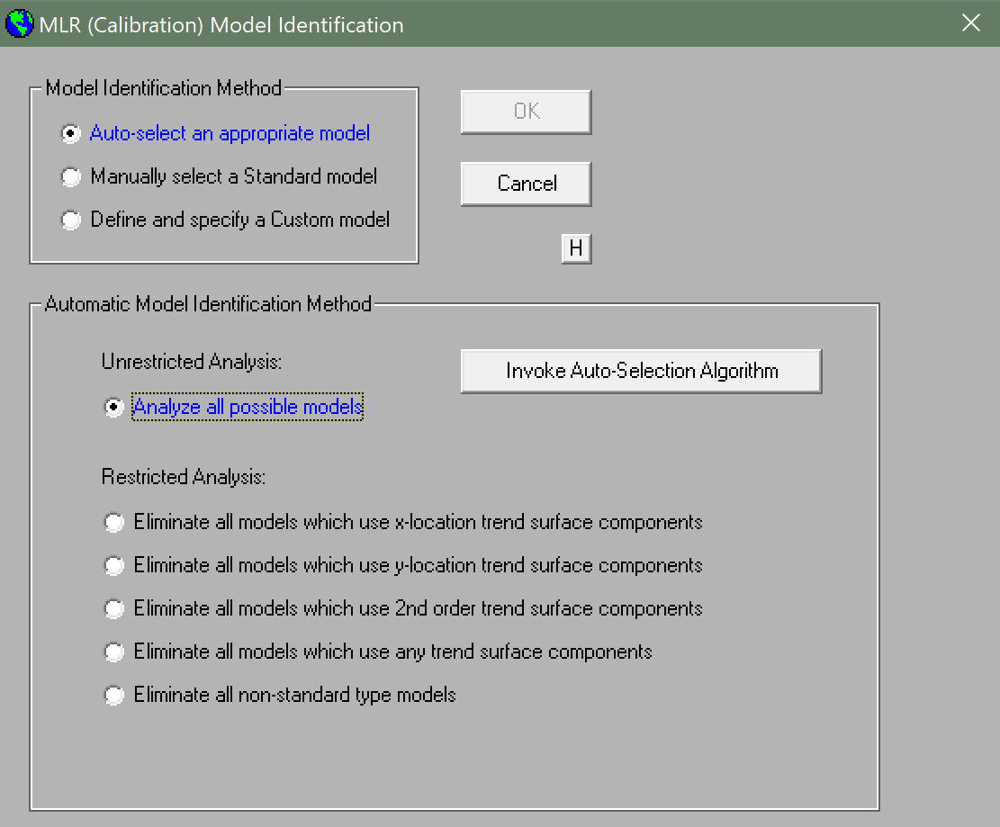 MLR (Calibration) Model Identification
Model Identification Method
Auto-select an appropriate model
Manually select a Standard model
Define and specify a Custom model
OK
Cancel
H
Automatic Model Identification Method
Unrestricted Analysis:
Invoke Auto-Selection Algorithm
Analyze all possible models
Restricted Analysis:
Eliminate all models which use x-location trend surface components
Eliminate all models which use y-location trend surface components
Eliminate all models which use 2nd order trend surface components
Eliminate all models which use any trend surface components
Eliminate all non-standard type models